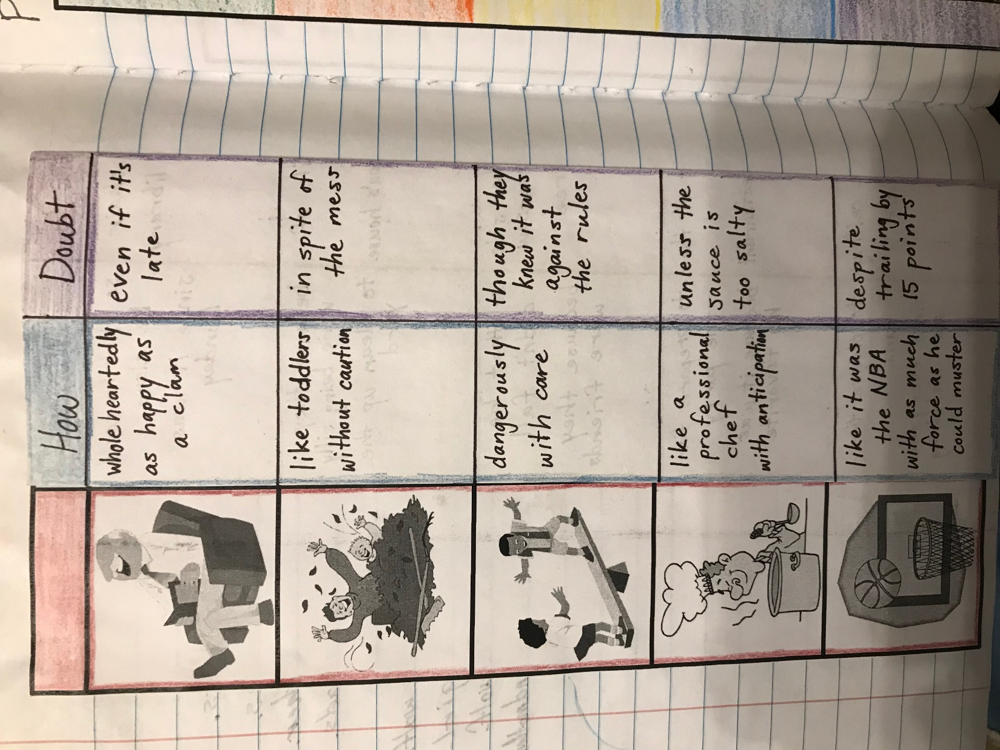 How
Doubt
whole heartedly
as happy as
a clam
even if it's
late
like toddlers
without caution
in spite of
the mess
dangerously
with care
though they
knew it was
against
the rules
like a
professional
chef
with anticipation
unless the
sauce is
too salty
like it was
the NBA
with as much
force as he
could muster
despite
trailing by
15 points